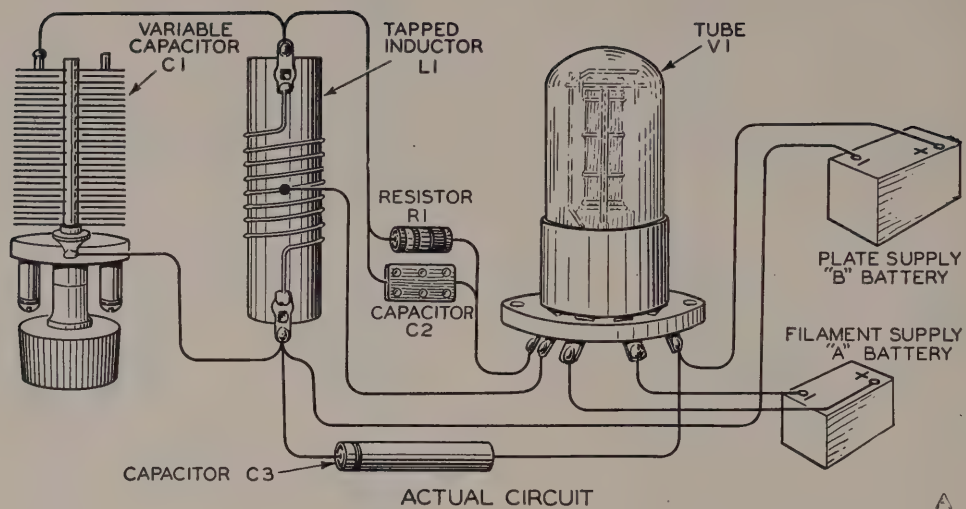 VARIABLE
CAPACITOR
C1
TAPPED
INDUCTOR
L1
TUBE
V1
RESISTOR
R1
CAPACITOR
C2
- +
PLATE SUPPLY
"B" BATTERY
FILAMENT SUPPLY
"A" BATTERY
- +
CAPACITOR C3
ACTUAL CIRCUIT
A